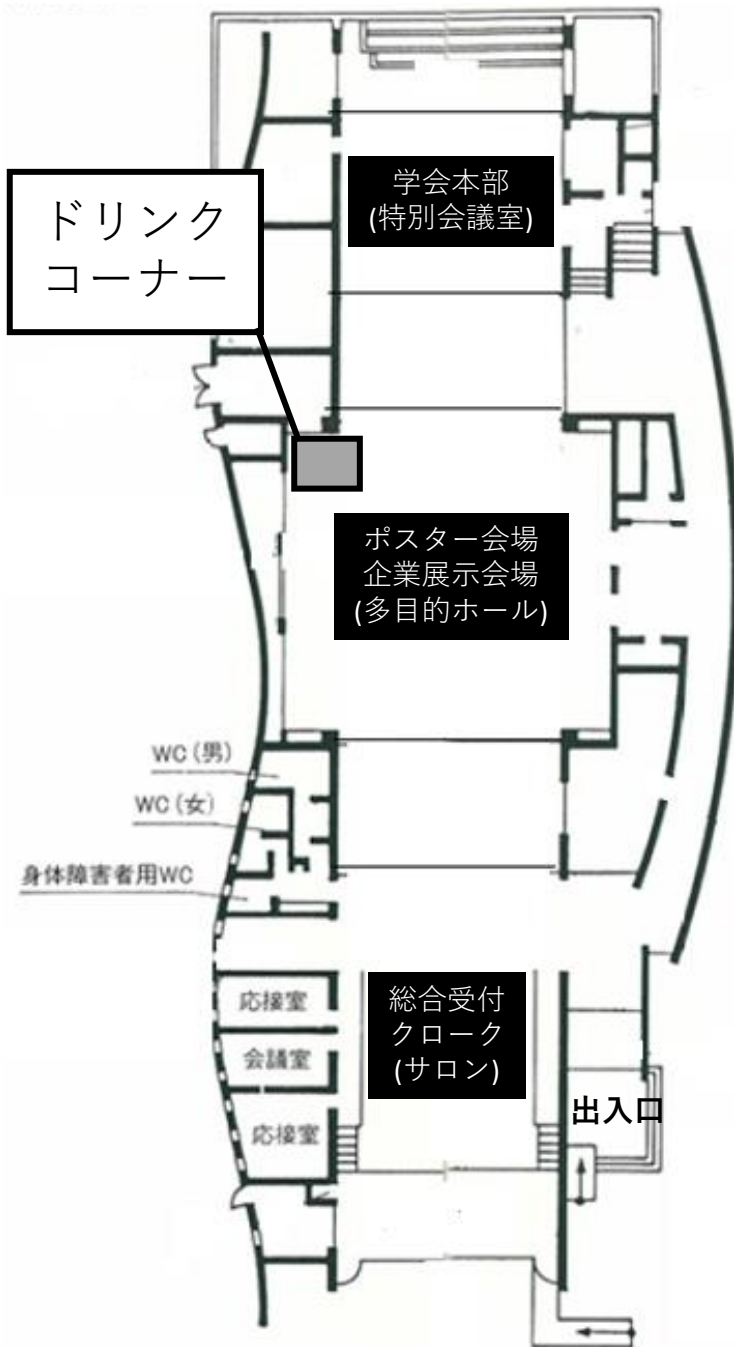 学会本部
(特別会議室)
ドリンク
コーナー
ポスター会場
企業展示会場
(多目的ホール)
WC(男)
WC(女)
身体障害者用WC
応接室
会議室
応接室
総合受付
クローク
(サロン)
出入口